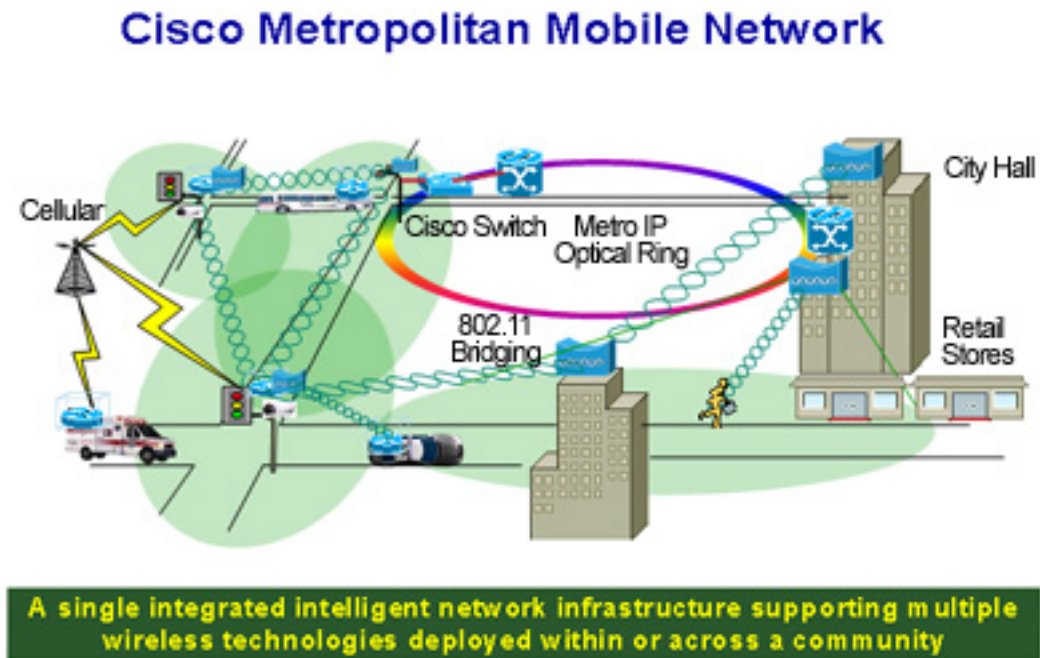 Cisco Metropolitan Mobile Network
City Hall
Cellular
Cisco Switch
Metro IP
Optical Ring
802.11
Bridging
Retail
Stores
A single integrated intelligent network infrastructure supporting multiple
wireless technologies deployed within or across a community